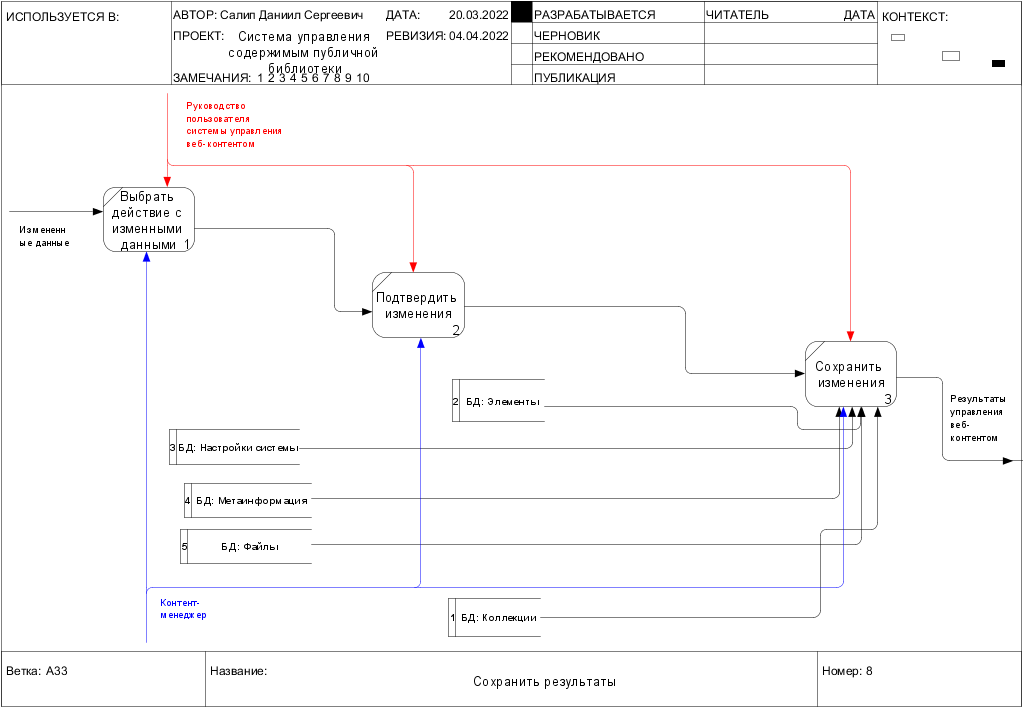 ИСПОЛЬЗУЕТСЯ В:
АВТОР: Салип Даниил Сергеевич
ДАТА: 20.03.2022
ПРОЕКТ: Система управления
содержимым публичной
библиотеки
РЕВИЗИЯ: 04.04.2022
ЗАМЕЧАНИЯ: 1 2 3 4 5 6 7 8 9 10
РАЗРАБАТЫВАЕТСЯ
ЧЕРНОВИК
РЕКОМЕНДОВАНО
ПУБЛИКАЦИЯ
ЧИТАТЕЛЬ ДАТА
КОНТЕКСТ:
Руководство
пользователя
системы управления
веб-контентом
Измененн
ые данные
Выбрать
действие с
изменными
данными 1
Подтвердить
изменения
2
Сохранить
изменения
3
Результаты
управления
веб-
контентом
2 БД: Элементы
3 БД: Настройки системы
4 БД: Метаинформация
5 БД: Файлы
Контент-
менеджер
1 БД: Коллекции
Ветка: A33
Название:
Сохранить результаты
Номер: 8